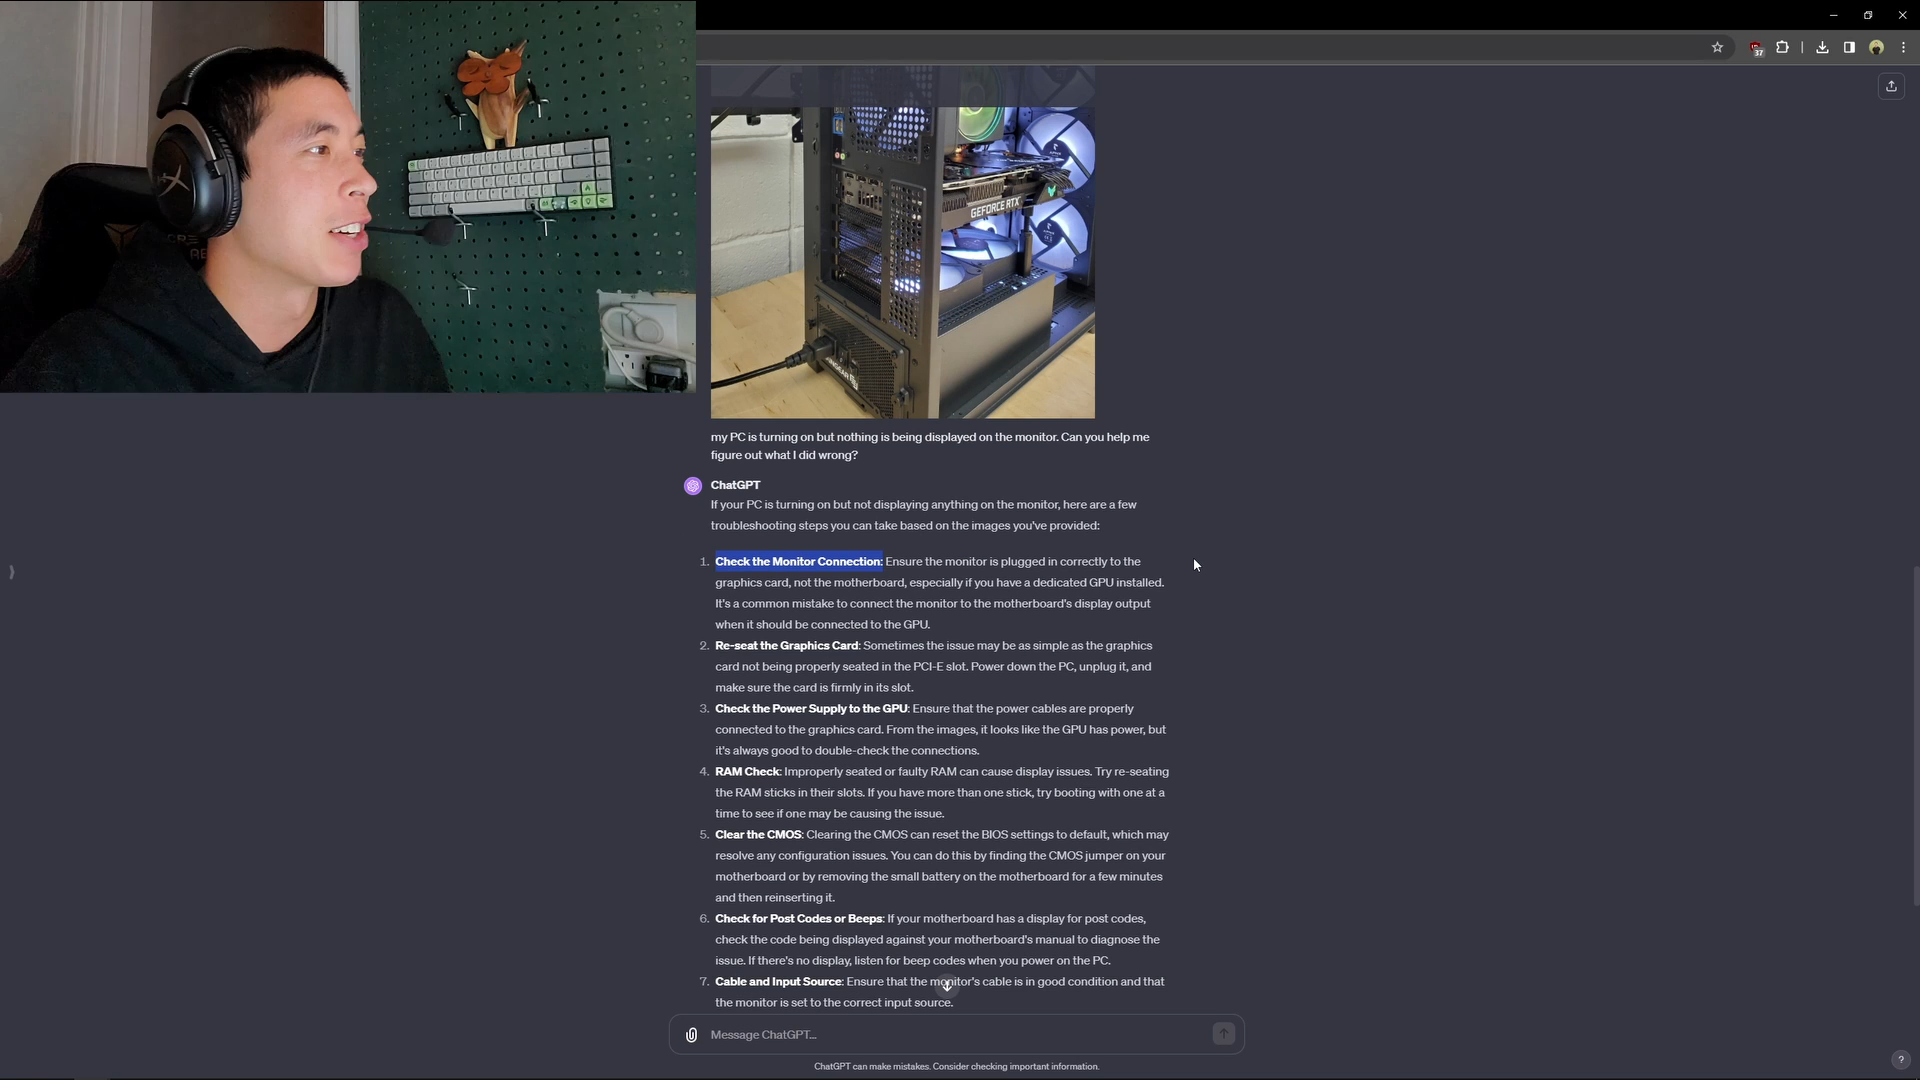 37
GEFORCE RTX
my PC is turning on but nothing is being displayed on the monitor. Can you help me
figure out what I did wrong?
ChatGPT
If your PC is turning on but not displaying anything on the monitor, here are a few
troubleshooting steps you can take based on the images you've provided:
1. Check the Monitor Connection: Ensure the monitor is plugged in correctly to the
graphics card, not the motherboard, especially if you have a dedicated GPU installed.
It's a common mistake to connect the monitor to the motherboard's display output
when it should be connected to the GPU.
2. Re-seat the Graphics Card: Sometimes the issue may be as simple as the graphics
card not being properly seated in the PCI-E slot. Power down the PC, unplug it, and
make sure the card is firmly in its slot.
3. Check the Power Supply to the GPU: Ensure that the power cables are properly
connected to the graphics card. From the images, it looks like the GPU has power, but
it's always good to double-check the connections.
4. RAM Check: Improperly seated or faulty RAM can cause display issues. Try re-seating
the RAM sticks in their slots. If you have more than one stick, try booting with one at a
time to see if one may be causing the issue.
5. Clear the CMOS: Clearing the CMOS can reset the BIOS settings to default, which may
resolve any configuration issues. You can do this by finding the CMOS jumper on your
motherboard or by removing the small battery on the motherboard for a few minutes
and then reinserting it.
6. Check for Post Codes or Beeps: If your motherboard has a display for post codes,
check the code being displayed against your motherboard's manual to diagnose the
issue. If there's no display, listen for beep codes when you power on the PC.
7. Cable and Input Source: Ensure that the monitor's cable is in good condition and that
the monitor is set to the correct input source.
Message ChatGPT...
ChatGPT can make mistakes. Consider checking important information.
?